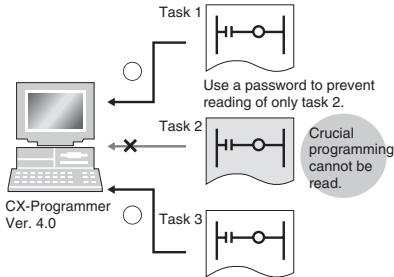 Task 1
Use a password to prevent
reading of only task 2.
Task 2
Crucial
programming
cannot be
read.
CX-Programmer
Ver. 4.0
Task 3